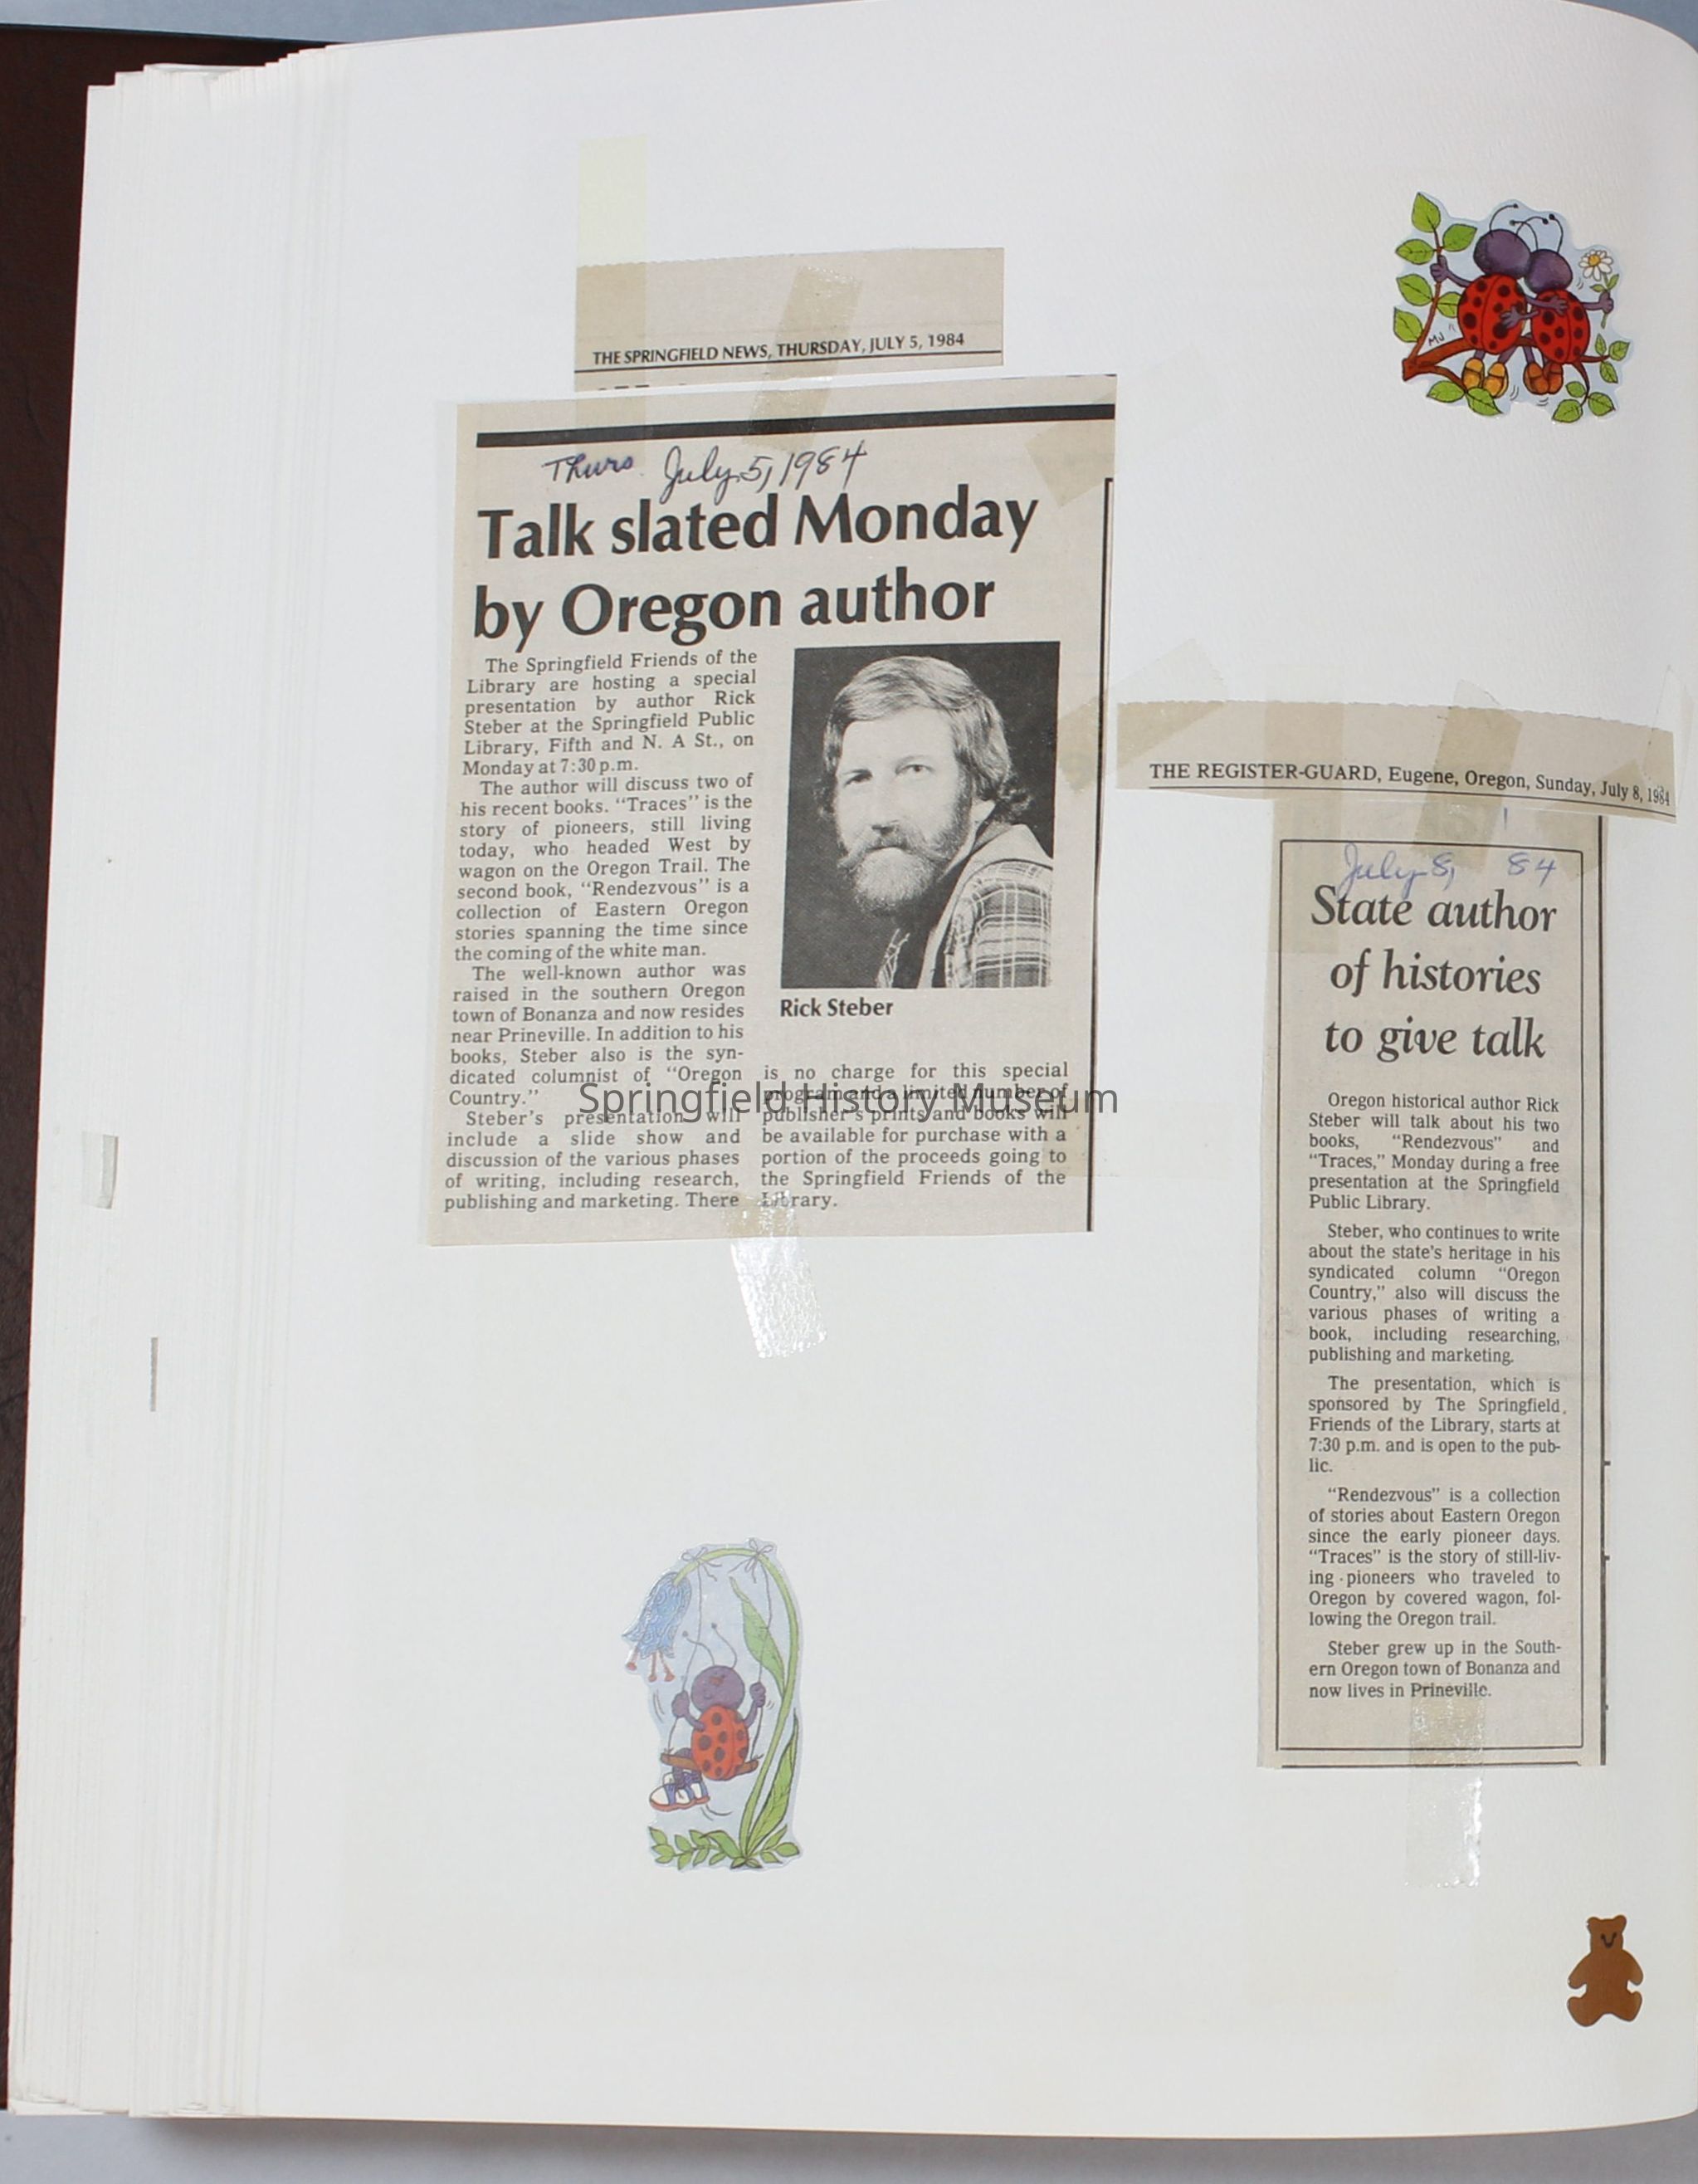 THE SPRINGFIELD NEWS, THURSDAY, JULY 5, 1984
Thurs. July 5, 1984
Talk slated Monday
by Oregon author
The Springfield Friends of the
Library are hosting a special
presentation by author Rick
Steber at the Springfield Public
Library, Fifth and N. A St., on
Monday at 7:30 p.m.
The author will discuss two of
his recent books. “Traces” is the
story of pioneers, still living
today, who headed West by
wagon on the Oregon Trail. The
second book, “Rendezvous” is a
collection of Eastern Oregon
stories spanning the time since
the coming of the white man.
The well-known author was
raised in the southern Oregon
town of Bonanza and now resides
near Prineville. In addition to his
books, Steber also is the syn-
dicated columnist of “Oregon
Country.”
Steber’s presentation will
include a slide show and
discussion of the various phases
of writing, including research,
publishing and marketing. There
Rick Steber
is no charge for this special
program and a limited number of
publisher’s prints and books will
be available for purchase with a
portion of the proceeds going to
the Springfield Friends of the
Library.
Springfield History Museum
MJ
THE REGISTER-GUARD, Eugene, Oregon, Sunday, July 8, 1984
July 8, 84
State author
of histories
to give talk
Oregon historical author Rick
Steber will talk about his two
books, “Rendezvous” and
“Traces,” Monday during a free
presentation at the Springfield
Public Library.
Steber, who continues to write
about the state’s heritage in his
syndicated column “Oregon
Country,” also will discuss the
various phases of writing a
book, including researching,
publishing and marketing.
The presentation, which is
sponsored by The Springfield
Friends of the Library, starts at
7:30 p.m. and is open to the pub-
lic.
“Rendezvous” is a collection
of stories about Eastern Oregon
since the early pioneer days.
“Traces” is the story of still-liv-
ing pioneers who traveled to
Oregon by covered wagon, fol-
lowing the Oregon trail.
Steber grew up in the South-
ern Oregon town of Bonanza and
now lives in Prineville.